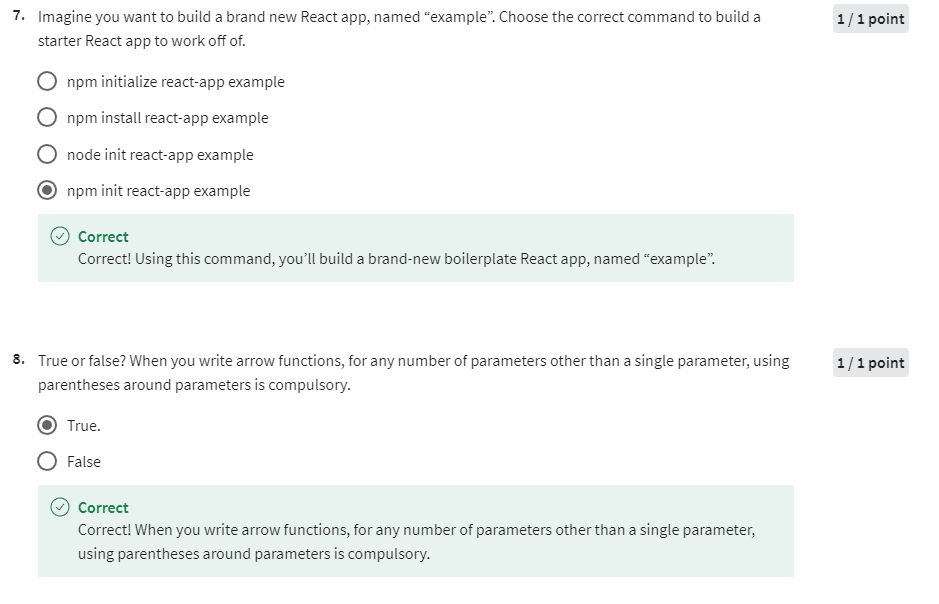 7. Imagine you want to build a brand new React app, named “example”. Choose the correct command to build a
1 / 1 point
starter React app to work off of.
npm initialize react-app example
npm install react-app example
node init react-app example
npm init react-app example
Correct
Correct! Using this command, you’ll build a brand-new boilerplate React app, named “example”.
8. True or false? When you write arrow functions, for any number of parameters other than a single parameter, using
1 / 1 point
parentheses around parameters is compulsory.
True.
False
Correct
Correct! When you write arrow functions, for any number of parameters other than a single parameter,
using parentheses around parameters is compulsory.